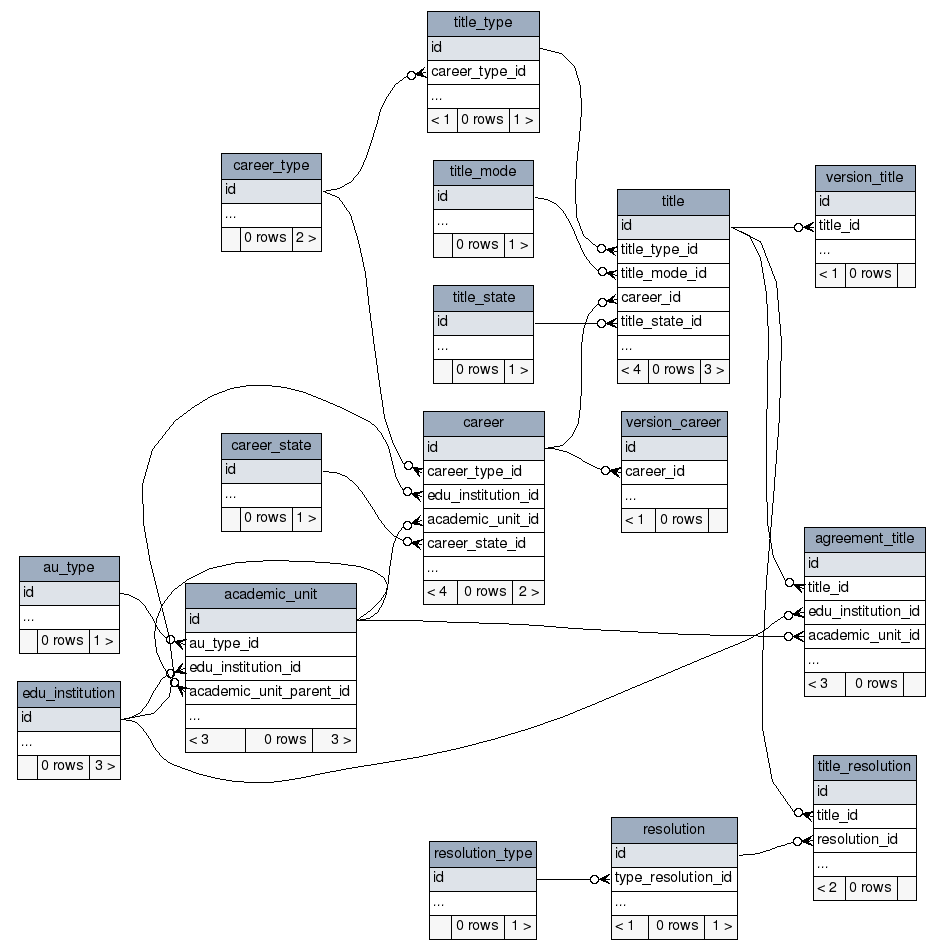 title_type
id
career_type_id
...
< 1 0 rows 1 >
career_type
id
...
0 rows 2 >
title_mode
id
...
0 rows 1 >
title
id
title_type_id
title_mode_id
career_id
title_state_id
...
< 4 0 rows 3 >
version_title
id
title_id
...
< 1 0 rows
title_state
id
...
0 rows 1 >
career
id
career_type_id
edu_institution_id
academic_unit_id
career_state_id
...
< 4 0 rows 2 >
version_career
id
career_id
...
< 1 0 rows
career_state
id
...
0 rows 1 >
au_type
id
...
0 rows 1 >
academic_unit
id
au_type_id
edu_institution_id
academic_unit_parent_id
...
< 3 0 rows 3 >
agreement_title
id
title_id
edu_institution_id
academic_unit_id
...
< 3 0 rows
edu_institution
id
...
0 rows 3 >
title_resolution
id
title_id
resolution_id
...
< 2 0 rows
resolution
id
type_resolution_id
...
< 1 0 rows 1 >
resolution_type
id
...
0 rows 1 >